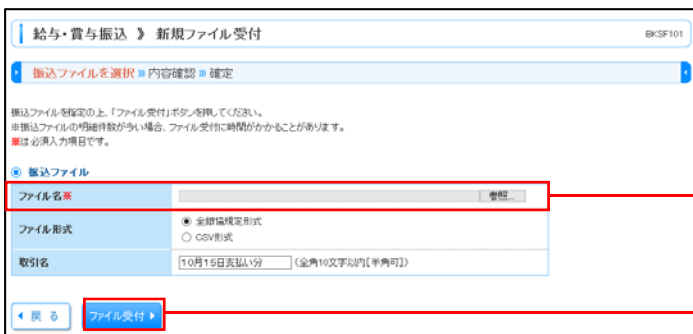 給与・賞与振込 》 新規ファイル受付
BKSF101
振込ファイルを選択 》 内容確認 》 確定
振込ファイルを指定の上、「ファイル受付」ボタンを押してください。
※振込ファイルの明細件数が多い場合、ファイル受付に時間がかかることがあります。
※は必須入力項目です。
振込ファイル
ファイル名※
参照...
ファイル形式
全銀協規定形式
CSV形式
取引名
10月15日支払い分 (全角10文字以内[半角可])
戻る ファイル受付